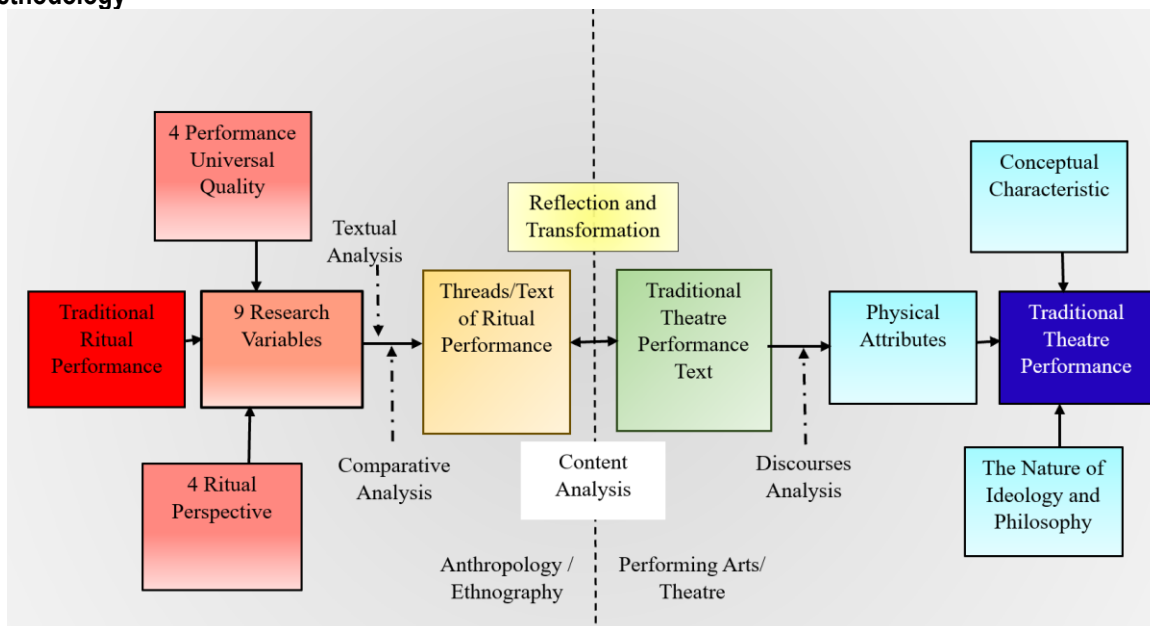 ethodology
4 Performance
Universal
Quality
Conceptual
Characteristic
Reflection and
Transformation
Textual
Analysis
Traditional
Ritual
Performance
9 Research
Variables
Threads/Text
of Ritual
Performance
Traditional
Theatre
Performance
Text
Physical
Attributes
Traditional
Theatre
Performance
4 Ritual
Perspective
Comparative
Analysis
Content
Analysis
Discourses
Analysis
The Nature of
Ideology and
Philosophy
Anthropology /
Ethnography
Performing Arts/
Theatre